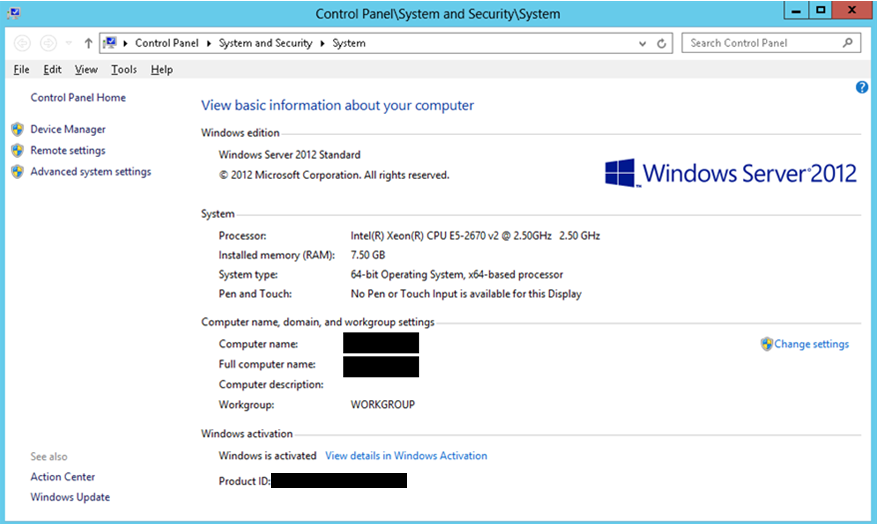 Control Panel\System and Security\System
Control Panel System and Security System
Search Control Panel
File Edit View Tools Help
Control Panel Home
Device Manager
Remote settings
Advanced system settings
View basic information about your computer
Windows edition
Windows Server 2012 Standard
© 2012 Microsoft Corporation. All rights reserved.
Windows Server®2012
System
Processor: Intel(R) Xeon(R) CPU E5-2670 v2 @ 2.50GHz 2.50 GHz
Installed memory (RAM): 7.50 GB
System type: 64-bit Operating System, x64-based processor
Pen and Touch: No Pen or Touch Input is available for this Display
Computer name, domain, and workgroup settings
Computer name:
Change settings
Full computer name:
Computer description:
Workgroup: WORKGROUP
Windows activation
Windows is activated View details in Windows Activation
Product ID:
See also
Action Center
Windows Update